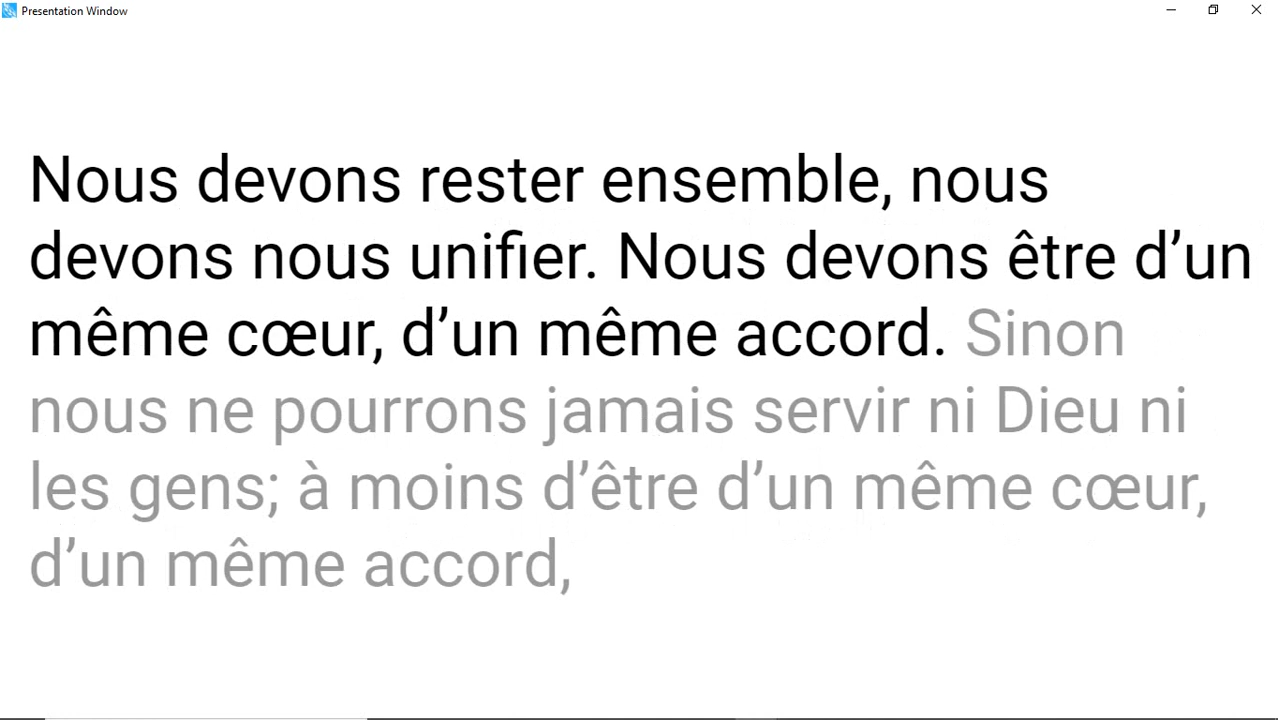 Presentation Window
Nous devons rester ensemble, nous
devons nous unifier. Nous devons être d’un
même cœur, d’un même accord. Sinon
nous ne pourrons jamais servir ni Dieu ni
les gens; à moins d’être d’un même cœur,
d’un même accord,